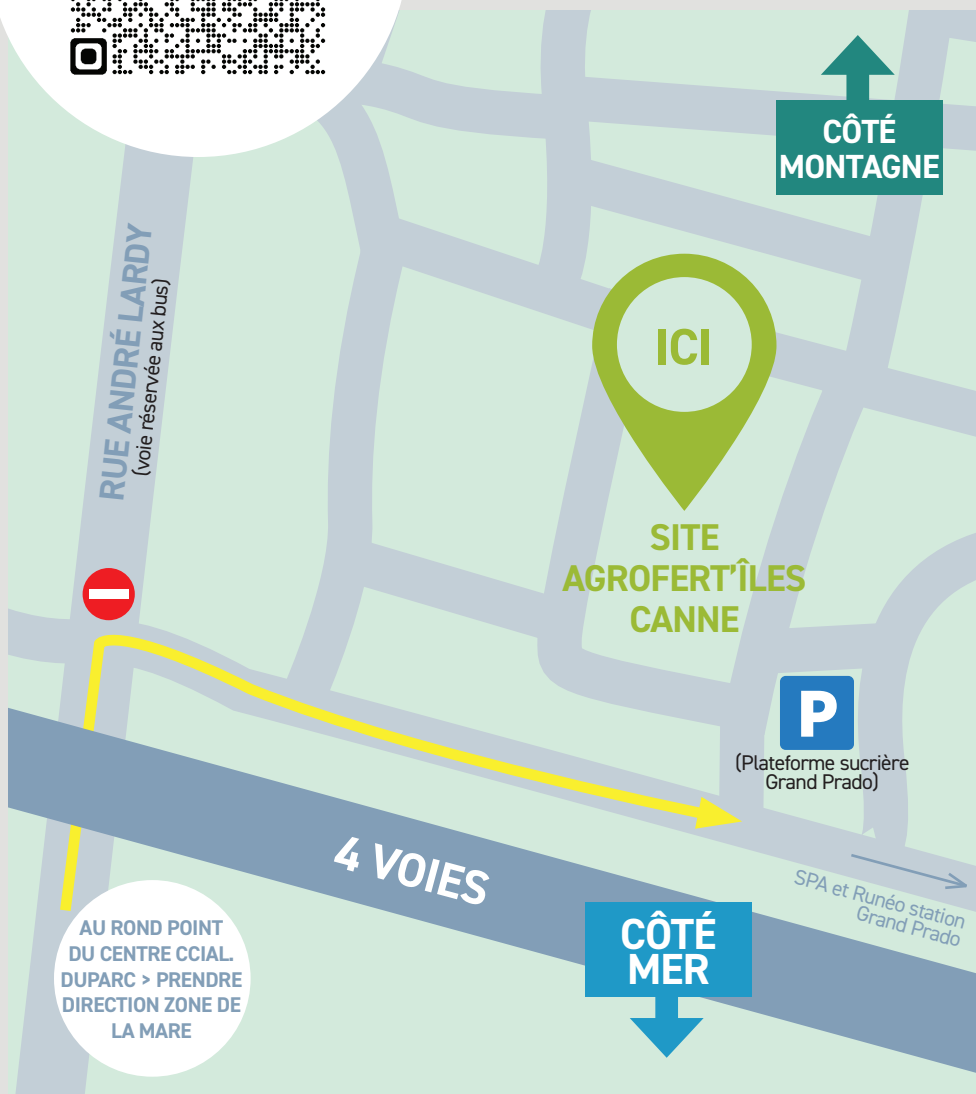 CÔTÉ
MONTAGNE
RUE ANDRÉ LARDY
(voie réservée aux bus)
ICI
SITE
AGROFERT’ÎLES
CANNE
P
(Plateforme sucrière
Grand Prado)
4 VOIES
SPA et Runéo station
Grand Prado
AU ROND POINT
DU CENTRE CCIAL.
DUPARC > PRENDRE
DIRECTION ZONE DE
LA MARE
CÔTÉ
MER